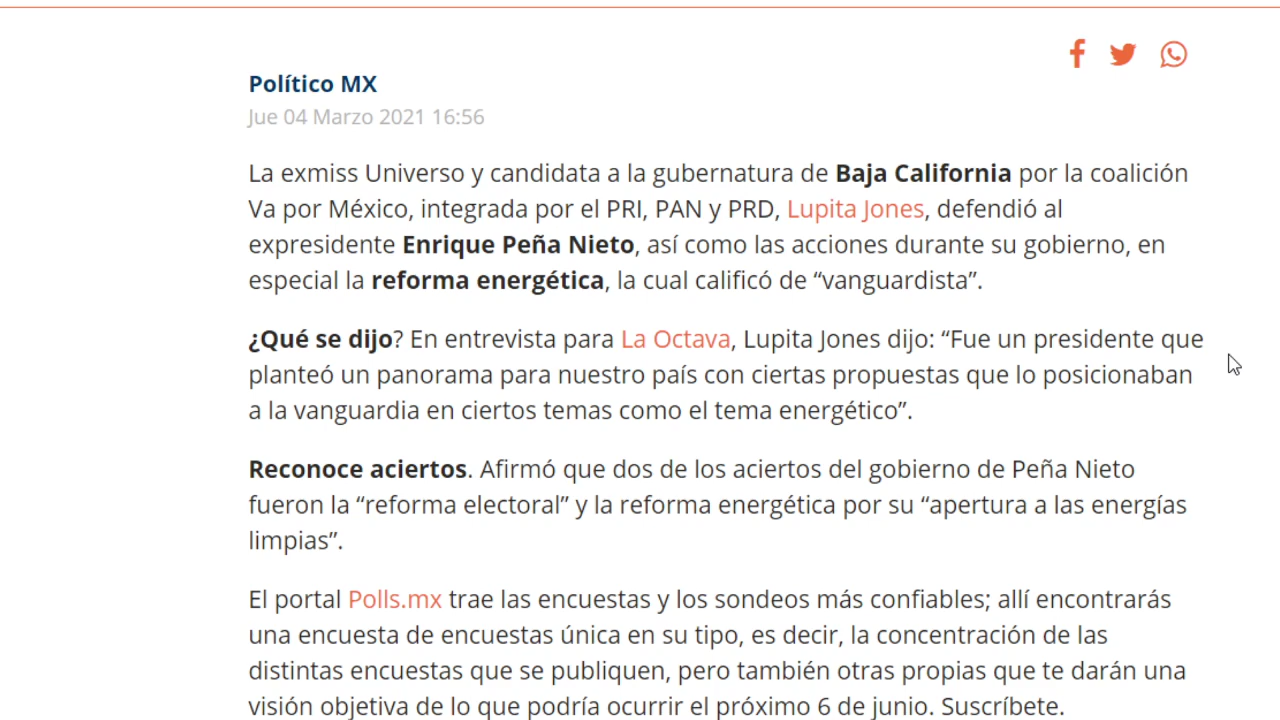 Político MX
Jue 04 Marzo 2021 16:56
La exmiss Universo y candidata a la gubernatura de Baja California por la coalición
Va por México, integrada por el PRI, PAN y PRD, Lupita Jones, defendió al
expresidente Enrique Peña Nieto, así como las acciones durante su gobierno, en
especial la reforma energética, la cual calificó de “vanguardista”.
¿Qué se dijo? En entrevista para La Octava, Lupita Jones dijo: “Fue un presidente que
planteó un panorama para nuestro país con ciertas propuestas que lo posicionaban
a la vanguardia en ciertos temas como el tema energético”.
Reconoce aciertos. Afirmó que dos de los aciertos del gobierno de Peña Nieto
fueron la “reforma electoral” y la reforma energética por su “apertura a las energías
limpias”.
El portal Polls.mx trae las encuestas y los sondeos más confiables; allí encontrarás
una encuesta de encuestas única en su tipo, es decir, la concentración de las
distintas encuestas que se publiquen, pero también otras propias que te darán una
visión objetiva de lo que podría ocurrir el próximo 6 de junio. Suscríbete.